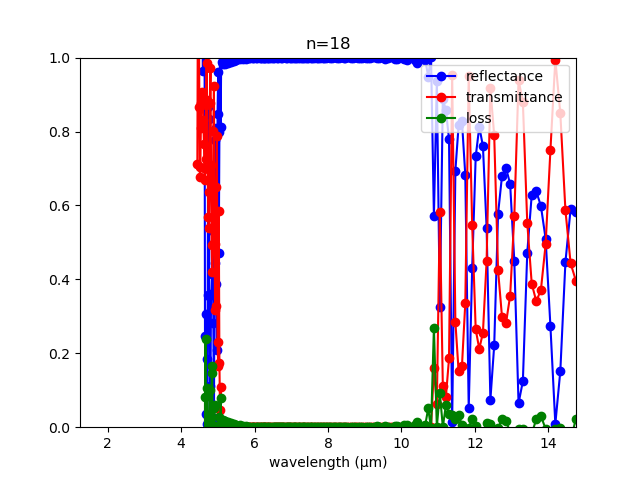 n=18
1.0
0.8
0.6
0.4
0.2
0.0
reflectance
transmittance
loss
2 4 6 8 10 12 14
wavelength (μm)